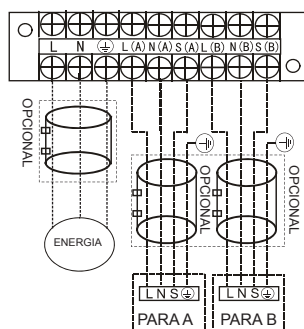 L N ⏚ L(A) N(A) S(A) L(B) N(B) S(B)
OPCIONAL
OPCIONAL
OPCIONAL
ENERGIA
L N S ⏚
L N S ⏚
PARA A
PARA B